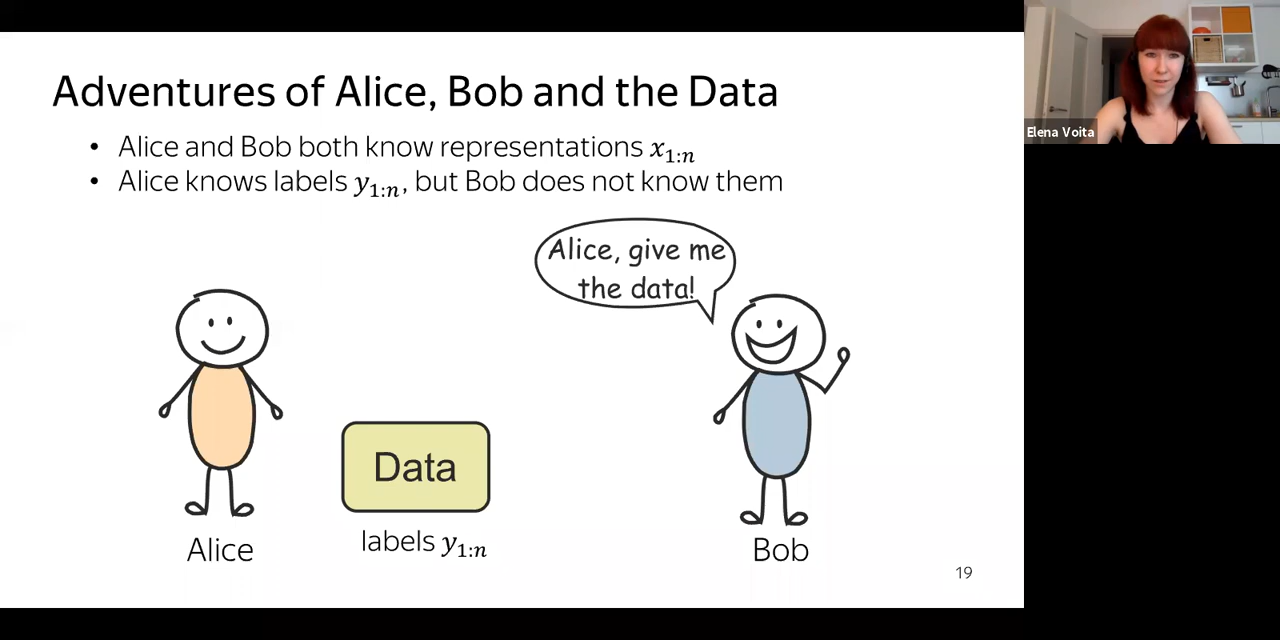 Adventures of Alice, Bob and the Data
• Alice and Bob both know representations x₁:ₙ
• Alice knows labels y₁:ₙ, but Bob does not know them
Alice, give me
the data!
Data
labels y₁:ₙ
Alice
Bob
19
Elena Voita